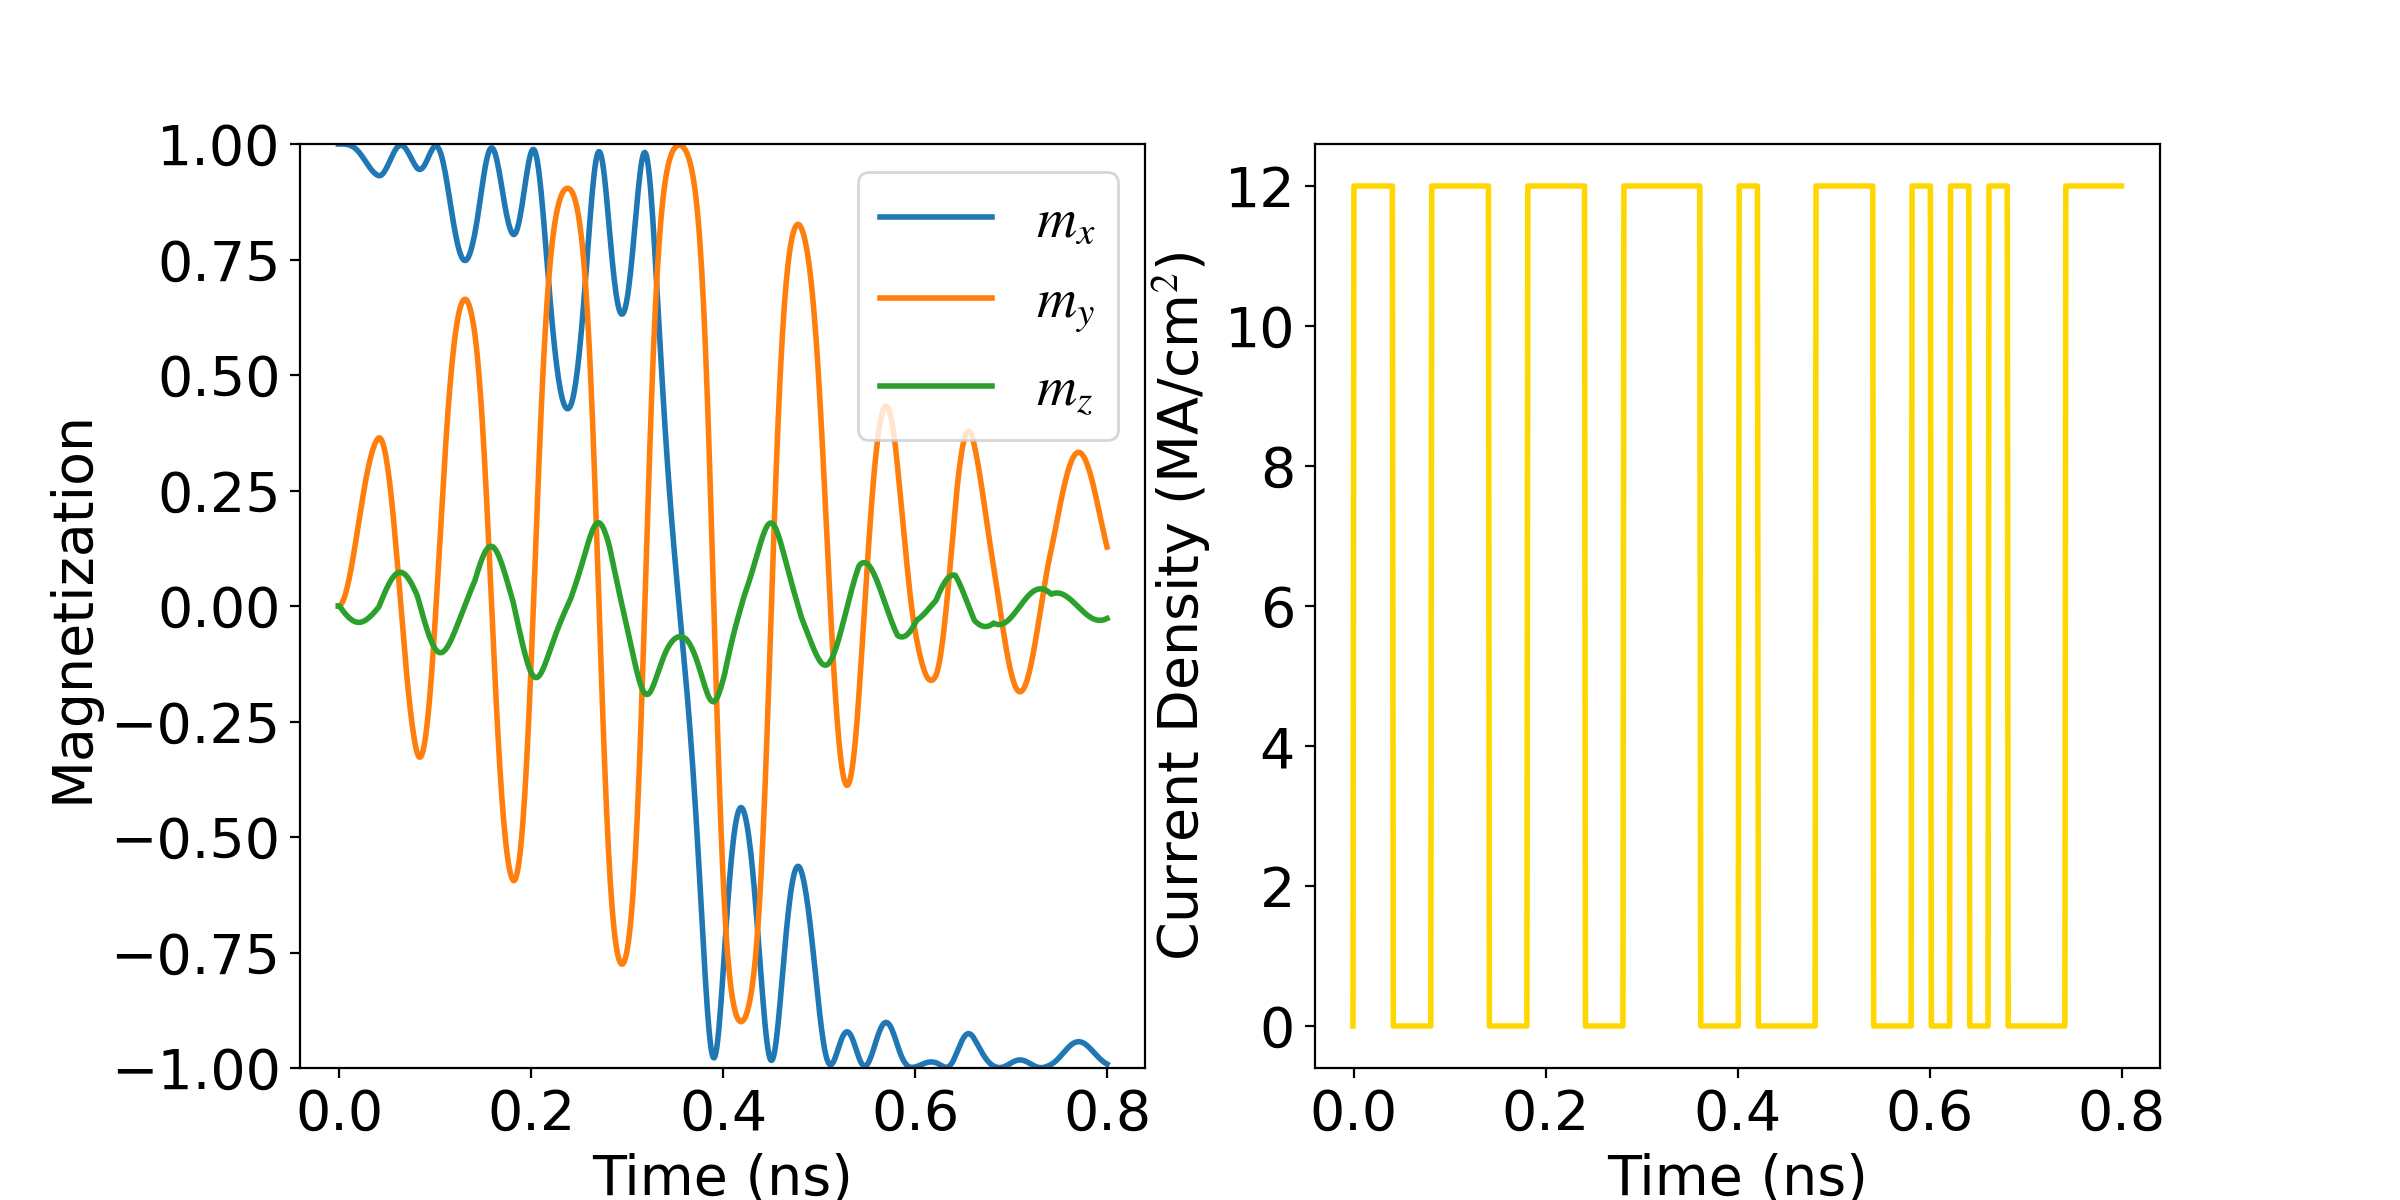 Magnetization
1.00
0.75
0.50
0.25
0.00
−0.25
−0.50
−0.75
−1.00
0.0 0.2 0.4 0.6 0.8
Time (ns)
m_x
m_y
m_z
Current Density (MA/cm²)
12
10
8
6
4
2
0
0.0 0.2 0.4 0.6 0.8
Time (ns)